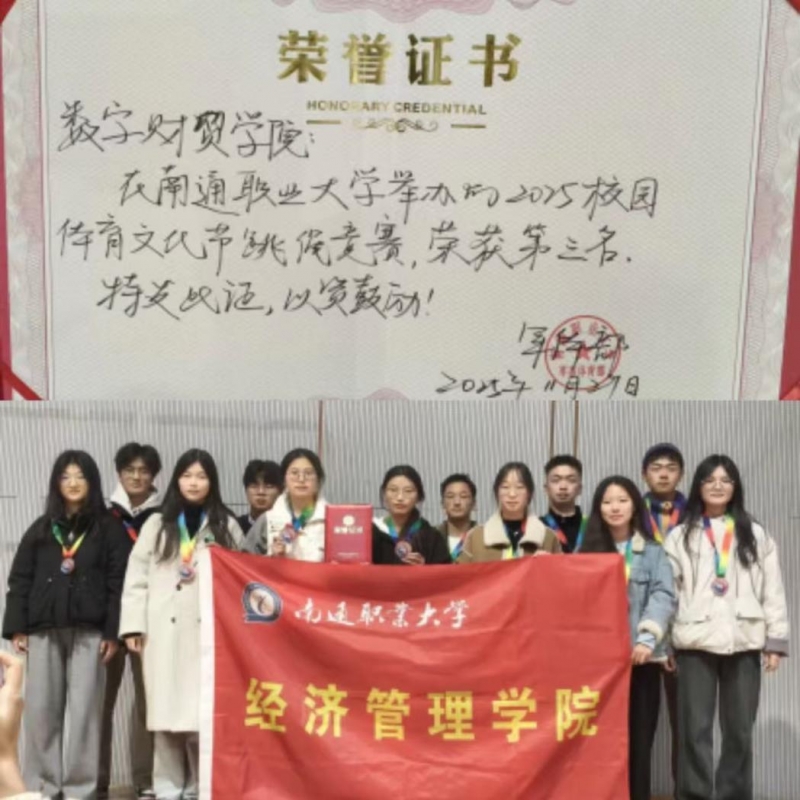 荣誉证书
HONORARY CREDENTIAL
数字财贸学院：
在南通职业大学举办的2025校园
体育文化节跳绳竞赛，荣获第三名．
特发此证，以资鼓励！
军体部
2025年11月27日
南通职业大学
经济管理学院